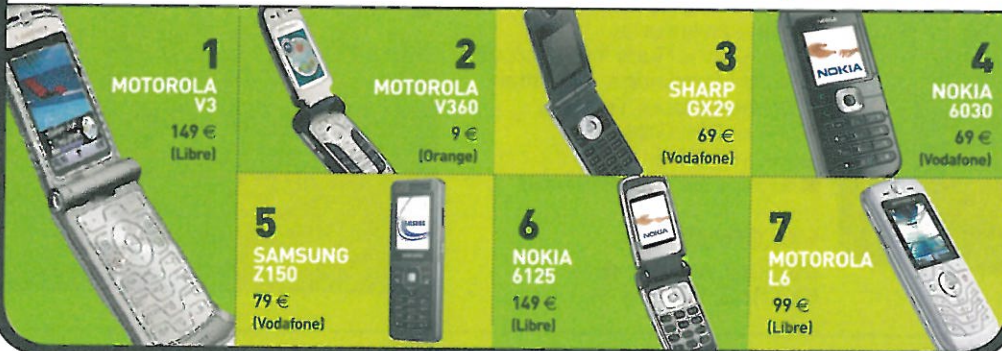 1
MOTOROLA
V3
149 €
(Libre)
2
MOTOROLA
V360
9 €
(Orange)
3
SHARP
GX29
69 €
(Vodafone)
4
NOKIA
6030
69 €
(Vodafone)
NOKIA
5
SAMSUNG
Z150
79 €
(Vodafone)
6
NOKIA
6125
149 €
(Libre)
NOKIA
7
MOTOROLA
L6
99 €
(Libre)